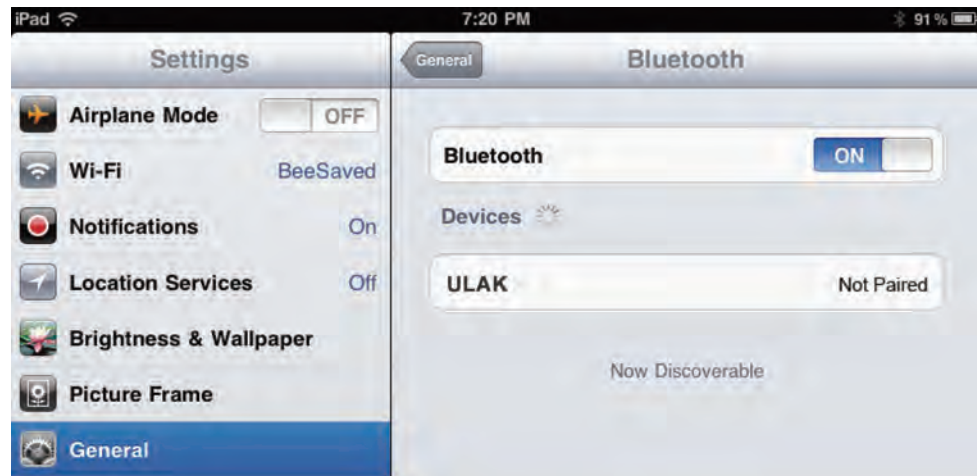 iPad 7:20 PM 91%
Settings
Airplane Mode OFF
Wi-Fi BeeSaved
Notifications On
Location Services Off
Brightness & Wallpaper
Picture Frame
General
General Bluetooth
Bluetooth ON
Devices
ULAK Not Paired
Now Discoverable